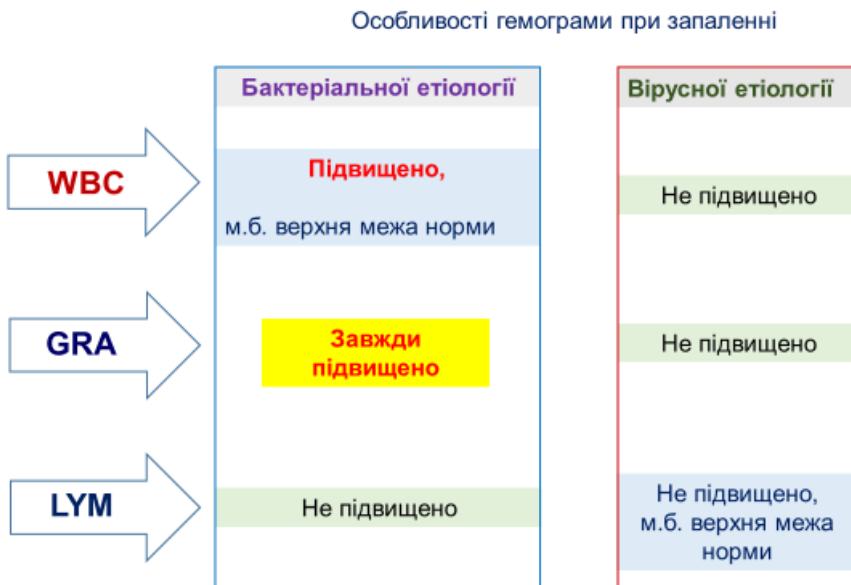 Особливості гемограми при запаленні
Бактеріальної етіології
Вірусної етіології
WBC
Підвищено,
м.б. верхня межа норми
Не підвищено
GRA
Завжди
підвищено
Не підвищено
LYM
Не підвищено
Не підвищено,
м.б. верхня межа
норми